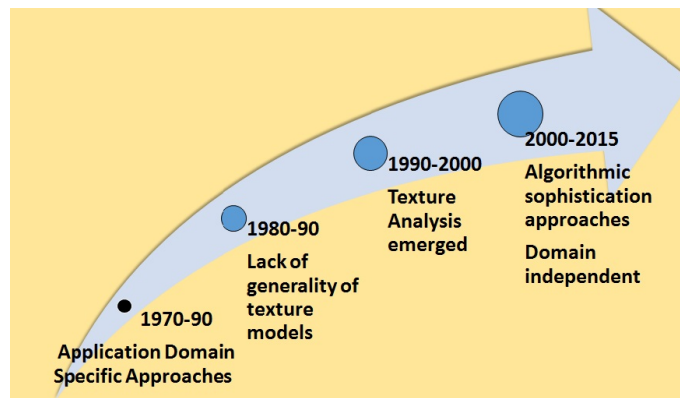 1970-90
Application Domain
Specific Approaches
1980-90
Lack of
generality of
texture
models
1990-2000
Texture
Analysis
emerged
2000-2015
Algorithmic
sophistication
approaches
Domain
independent